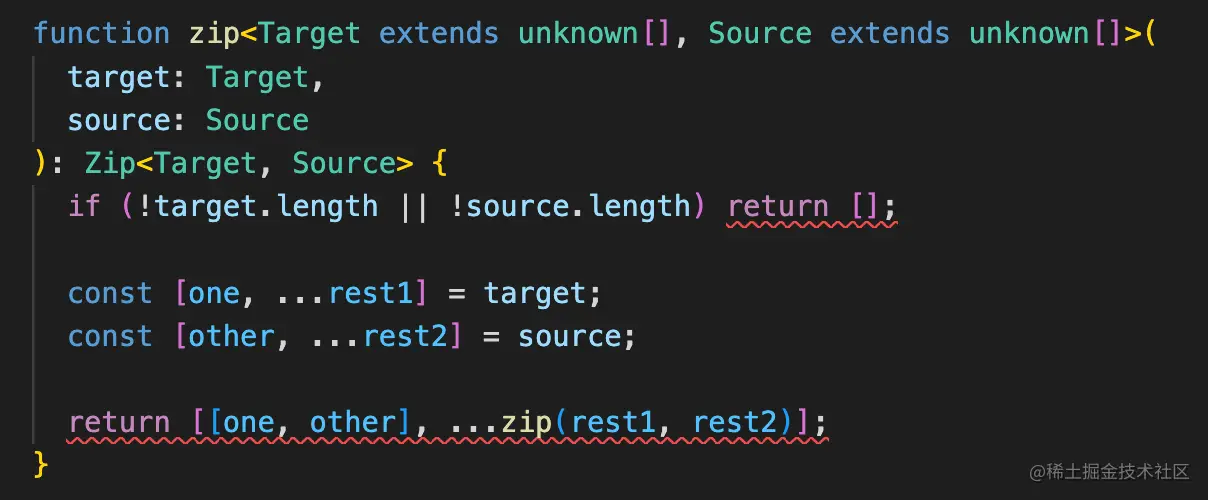 function zip<Target extends unknown[], Source extends unknown[]>(
  target: Target,
  source: Source
): Zip<Target, Source> {
  if (!target.length || !source.length) return [];

  const [one, ...rest1] = target;
  const [other, ...rest2] = source;

  return [[one, other], ...zip(rest1, rest2)];
}
@稀土掘金技术社区